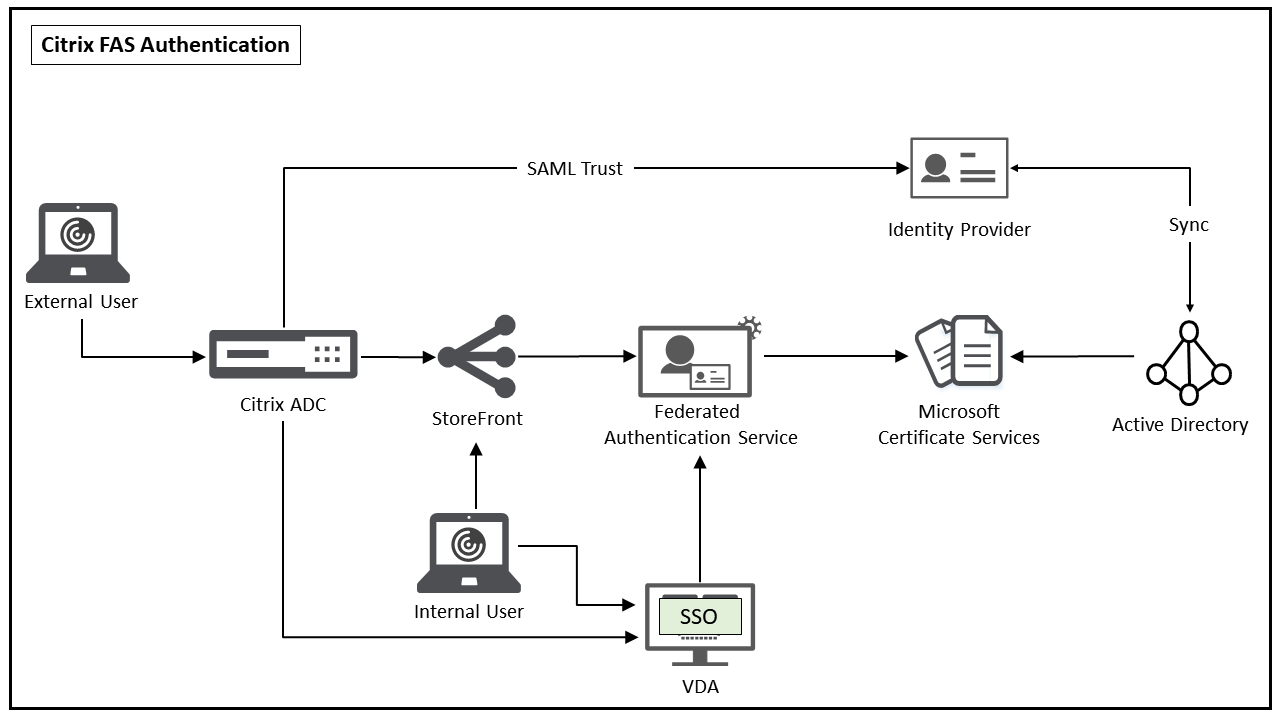 Citrix FAS Authentication
SAML Trust
Identity Provider
Sync
External User
Citrix ADC
StoreFront
Federated
Authentication Service
Microsoft
Certificate Services
Active Directory
Internal User
SSO
VDA